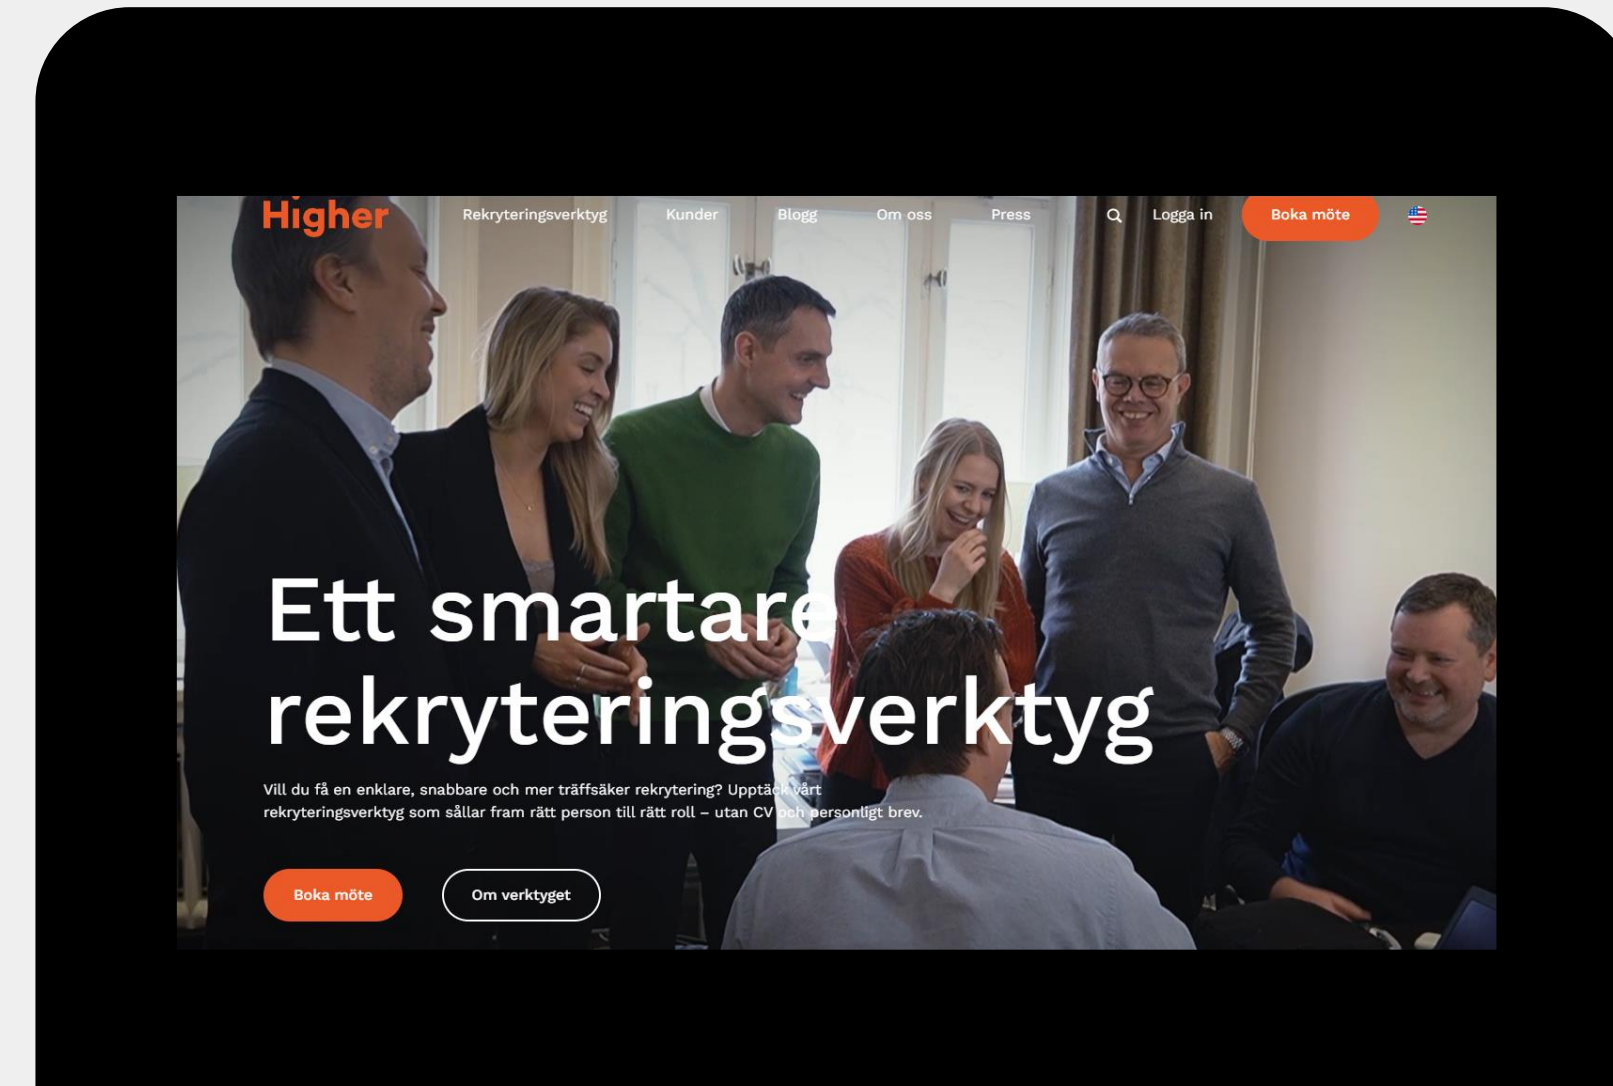 Higher
Rekryteringsverktyg
Kunder
Blogg
Om oss
Press
Logga in
Boka möte
Ett smartare
rekryteringsverktyg
Vill du få en enklare, snabbare och mer träffsäker rekrytering? Upptäck vårt
rekryteringsverktyg som sållar fram rätt person till rätt roll – utan CV och personligt brev.
Boka möte
Om verktyget